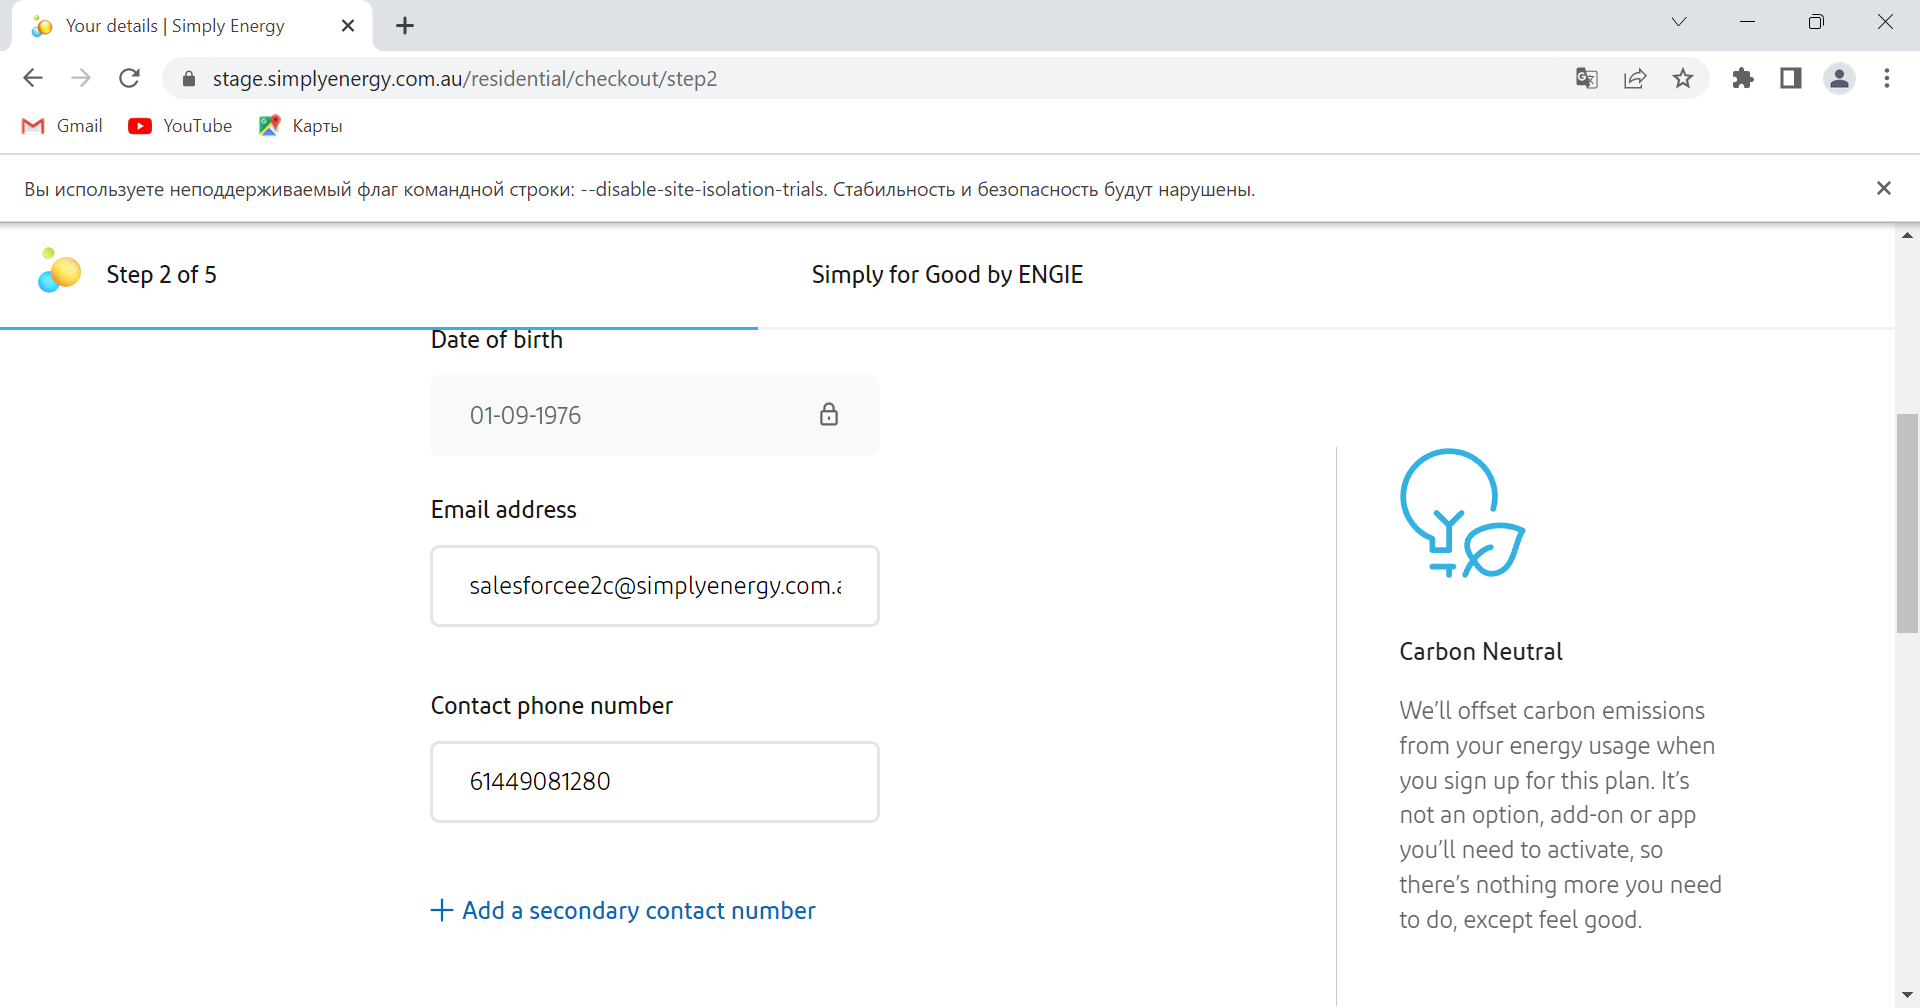 Your details | Simply Energy
stage.simplyenergy.com.au/residential/checkout/step2
Gmail YouTube Карты
Вы используете неподдерживаемый флаг командной строки: --disable-site-isolation-trials. Стабильность и безопасность будут нарушены.
Step 2 of 5
Simply for Good by ENGIE
Date of birth
01-09-1976
Email address
salesforcee2c@simplyenergy.com.a
Contact phone number
61449081280
+ Add a secondary contact number
Carbon Neutral
We’ll offset carbon emissions
from your energy usage when
you sign up for this plan. It’s
not an option, add-on or app
you’ll need to activate, so
there’s nothing more you need
to do, except feel good.